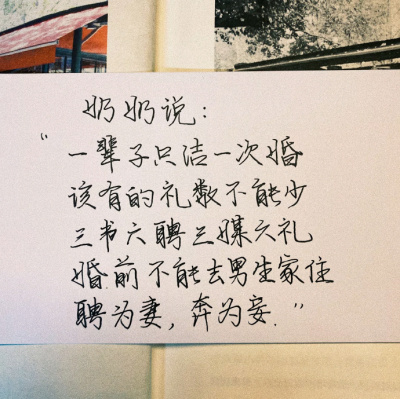 奶奶说:
"一辈子只洁一次婚
该有的礼数不能少
三书六聘三媒六礼
婚前不能去男生家住
聘为妻, 奔为妾."